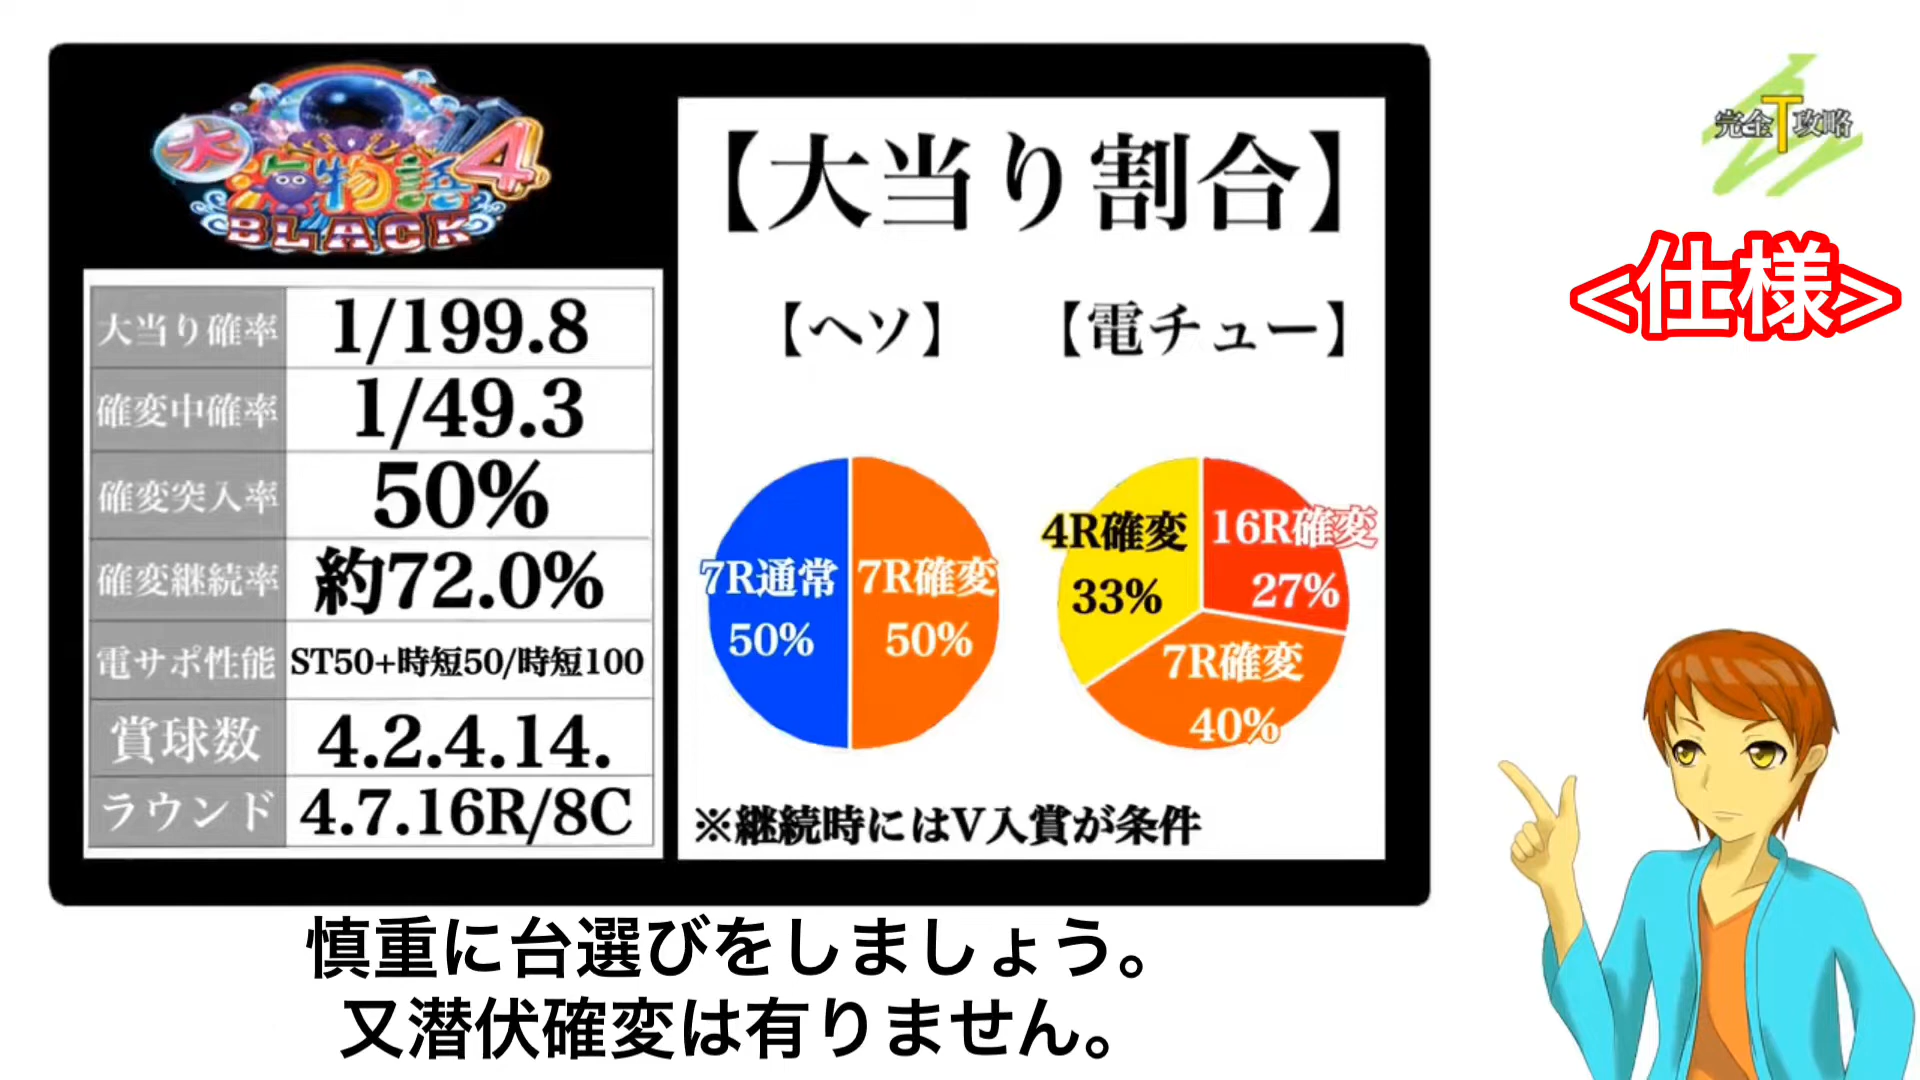 大海物語4
BLACK
大当り確率 1/199.8
確変中確率 1/49.3
確変突入率 50%
確変継続率 約72.0%
電サポ性能 ST50+時短50/時短100
賞球数 4.2.4.14.
ラウンド 4.7.16R/8C
【大当り割合】
【ヘソ】
7R通常
50%
7R確変
50%
【電チュー】
4R確変
33%
16R確変
27%
7R確変
40%
※継続時にはV入賞が条件
完全T攻略
<仕様>
慎重に台選びをしましょう。
又潜伏確変は有りません。